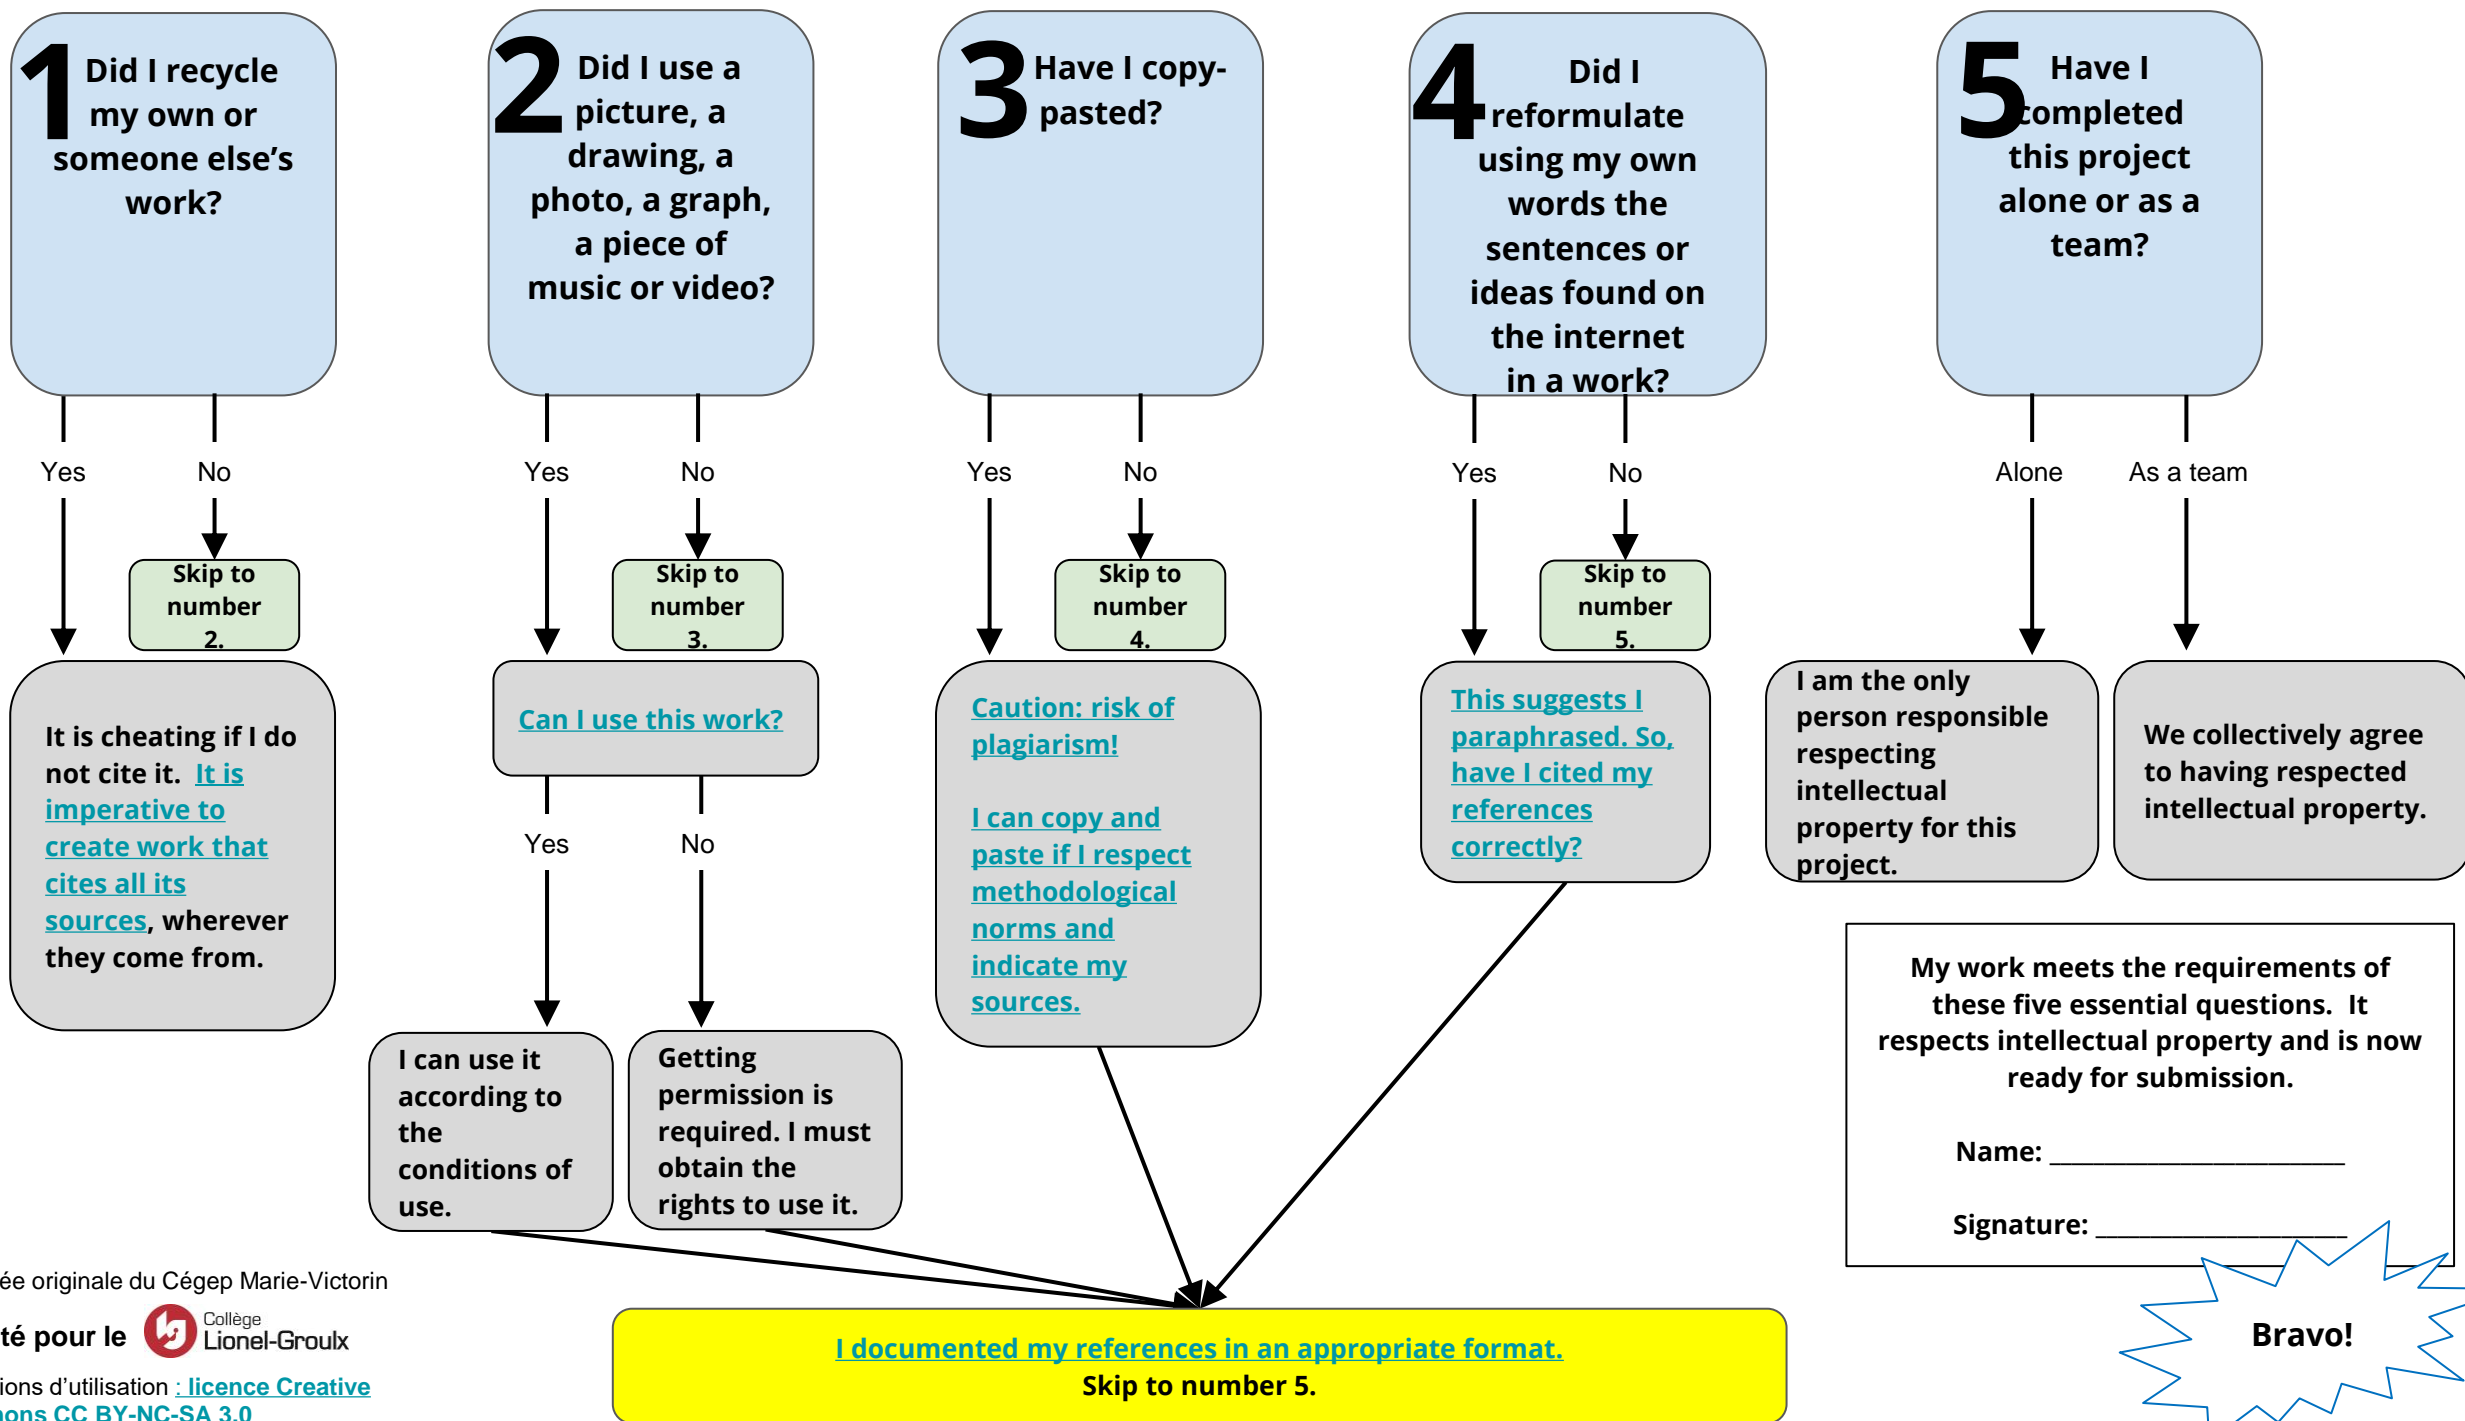 1
Did I recycle
my own or
someone else’s
work?
Yes
No
Skip to
number
2.
It is cheating if I do
not cite it.  It is
imperative to
create work that
cites all its
sources, wherever
they come from.
2
Did I use a
picture, a
drawing, a
photo, a graph,
a piece of
music or video?
Yes
No
Skip to
number
3.
Can I use this work?
Yes
No
I can use it
according to
the
conditions of
use.
Getting
permission is
required. I must
obtain the
rights to use it.
3
Have I copy-
pasted?
Yes
No
Skip to
number
4.
Caution: risk of
plagiarism!
I can copy and
paste if I respect
methodological
norms and
indicate my
sources.
4
Did I
reformulate
using my own
words the
sentences or
ideas found on
the internet
in a work?
Yes
No
Skip to
number
5.
This suggests I
paraphrased. So,
have I cited my
references
correctly?
5
Have I
completed
this project
alone or as a
team?
Alone
As a team
I am the only
person responsible
respecting
intellectual
property for this
project.
We collectively agree
to having respected
intellectual property.
My work meets the requirements of
these five essential questions.  It
respects intellectual property and is now
ready for submission.
Name: ______________________
Signature: ___________________
Bravo!
I documented my references in an appropriate format.
Skip to number 5.
ée originale du Cégep Marie-Victorin
té pour le
Collège
Lionel-Groulx
ions d’utilisation : licence Creative
ons CC BY-NC-SA 3.0